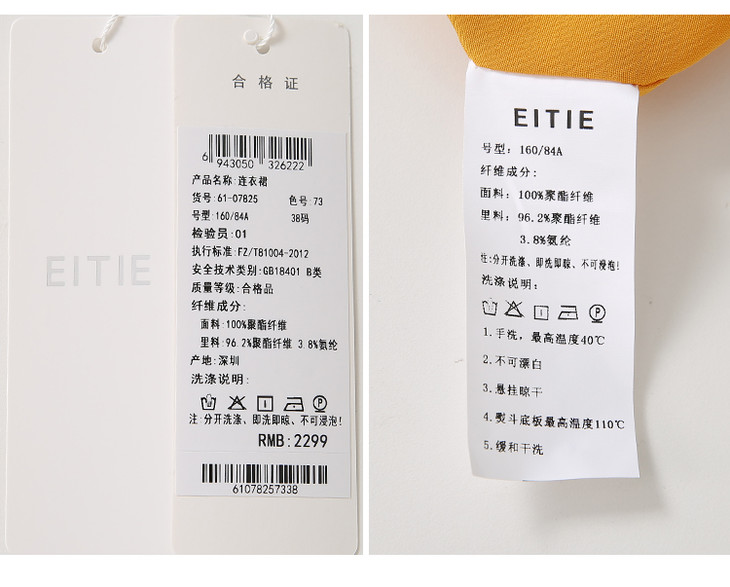 EITIE
合格证
6 943050 326222
产品名称:连衣裙
货号:61-07825 色号:73
号型:160/84A 38码
检验员:01
执行标准:FZ/T81004-2012
安全技术类别:GB18401 B类
质量等级:合格品
纤维成分:
面料:100%聚酯纤维
里料:96.2%聚酯纤维 3.8%氨纶
产地:深圳
洗涤说明:
注:分开洗涤、即洗即晾、不可浸泡!
RMB:2299
61078257338
EITIE
号型: 160/84A
纤维成分:
面料: 100%聚酯纤维
里料: 96.2%聚酯纤维
3.8%氨纶
注:分开洗涤、即洗即晾、不可浸泡!
洗涤说明:
1.手洗，最高温度40℃
2.不可漂白
3.悬挂晾干
4.熨斗底板最高温度110℃
5.缓和干洗